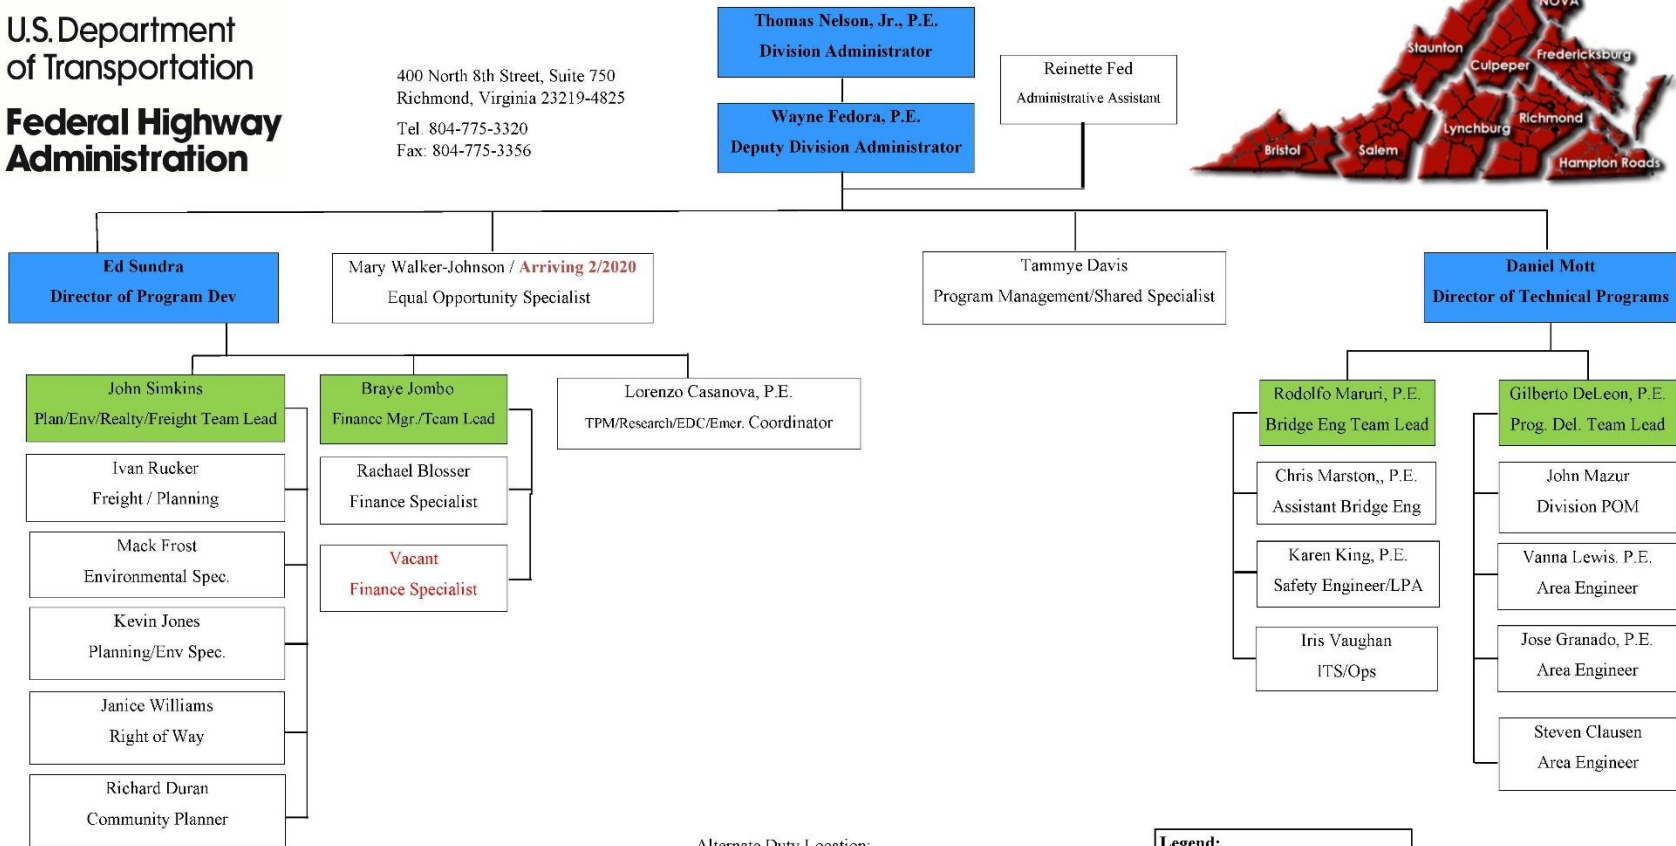 U.S. Department
of Transportation
Federal Highway
Administration
400 North 8th Street, Suite 750
Richmond, Virginia 23219-4825
Tel. 804-775-3320
Fax: 804-775-3356
Thomas Nelson, Jr., P.E.
Division Administrator
Wayne Fedora, P.E.
Deputy Division Administrator
Reinette Fed
Administrative Assistant
NOVA
Staunton
Culpeper
Fredericksburg
Lynchburg
Richmond
Bristol
Salem
Hampton Roads
Ed Sundra
Director of Program Dev
Mary Walker-Johnson / Arriving 2/2020
Equal Opportunity Specialist
Tammye Davis
Program Management/Shared Specialist
Daniel Mott
Director of Technical Programs
John Simkins
Plan/Env/Realty/Freight Team Lead
Ivan Rucker
Freight / Planning
Mack Frost
Environmental Spec.
Kevin Jones
Planning/Env Spec.
Janice Williams
Right of Way
Richard Duran
Community Planner
Braye Jombo
Finance Mgr./Team Lead
Rachael Blosser
Finance Specialist
Vacant
Finance Specialist
Lorenzo Casanova, P.E.
TPM/Research/EDC/Emer. Coordinator
Rodolfo Maruri, P.E.
Bridge Eng Team Lead
Chris Marston,, P.E.
Assistant Bridge Eng
Karen King, P.E.
Safety Engineer/LPA
Iris Vaughan
ITS/Ops
Gilberto DeLeon, P.E.
Prog. Del. Team Lead
John Mazur
Division POM
Vanna Lewis. P.E.
Area Engineer
Jose Granado, P.E.
Area Engineer
Steven Clausen
Area Engineer
Alternate Duty Location:
Legend: